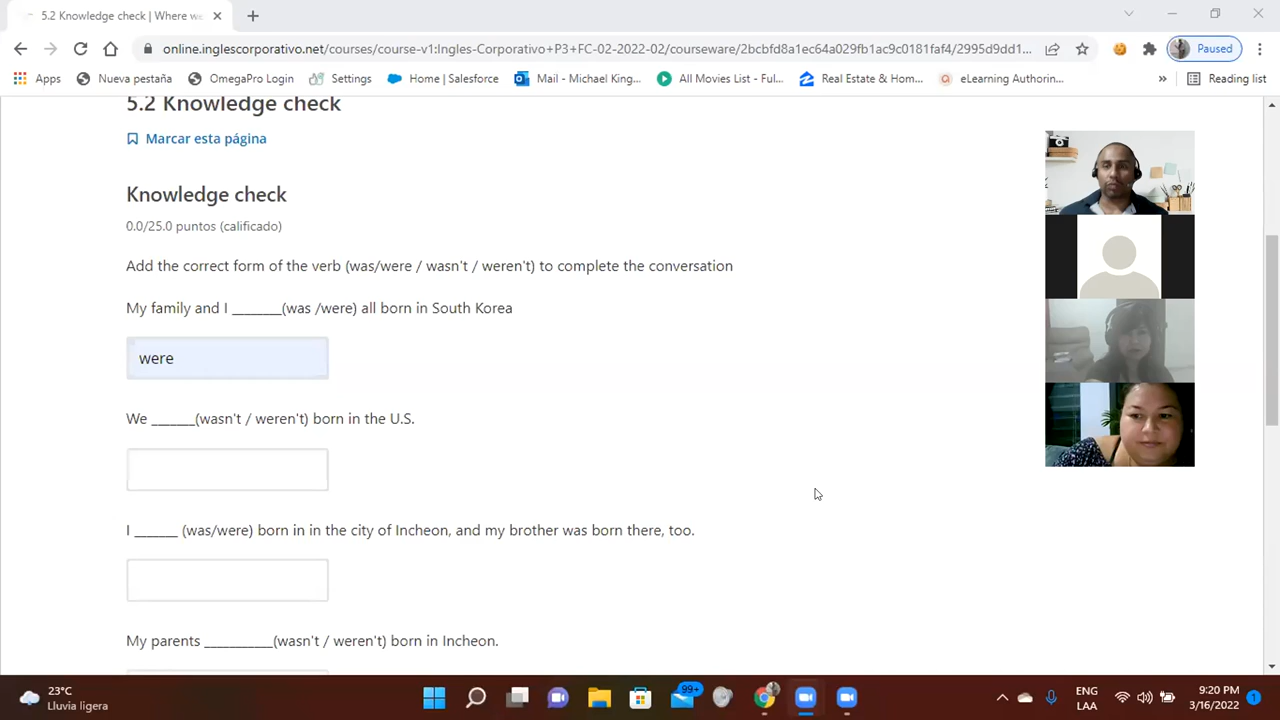 5.2 Knowledge check | Where we
online.inglescorporativo.net/courses/course-v1:Ingles-Corporativo+P3+FC-02-2022-02/courseware/2bcbfd8a1ec64a029fb1ac9c0181faf4/2995d9dd1...
Paused
Apps Nueva pestaña OmegaPro Login Settings Home | Salesforce Mail - Michael King... All Movies List - Ful... Real Estate & Hom... eLearning Authorin... » Reading list
5.2 Knowledge check
Marcar esta página
Knowledge check
0.0/25.0 puntos (calificado)
Add the correct form of the verb (was/were / wasn't / weren't) to complete the conversation
My family and I ________(was /were) all born in South Korea
were
We _______(wasn't / weren't) born in the U.S.
I _______ (was/were) born in in the city of Incheon, and my brother was born there, too.
My parents ___________(wasn't / weren't) born in Incheon.
23°C
Lluvia ligera
99+
ENG
LAA
9:20 PM
3/16/2022
1